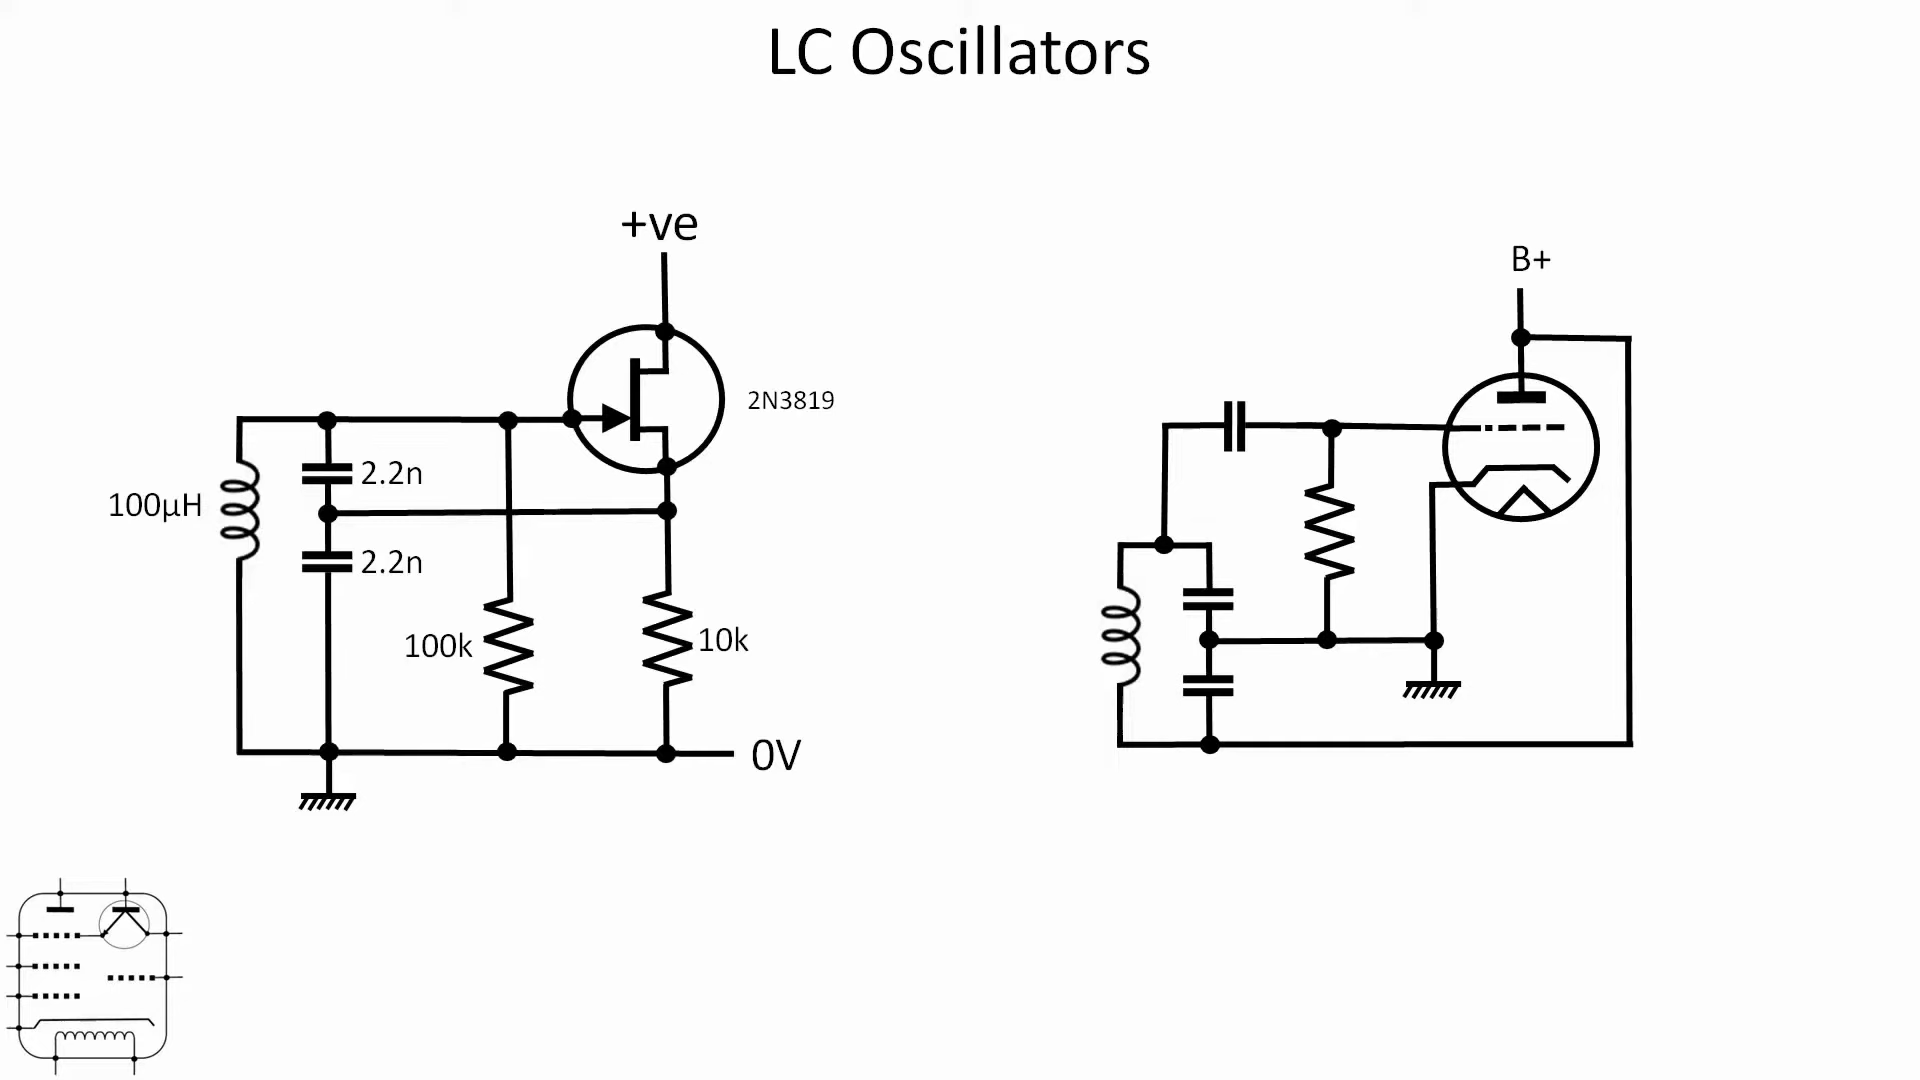 LC Oscillators
+ve
B+
2N3819
2.2n
100µH
2.2n
100k
10k
0V